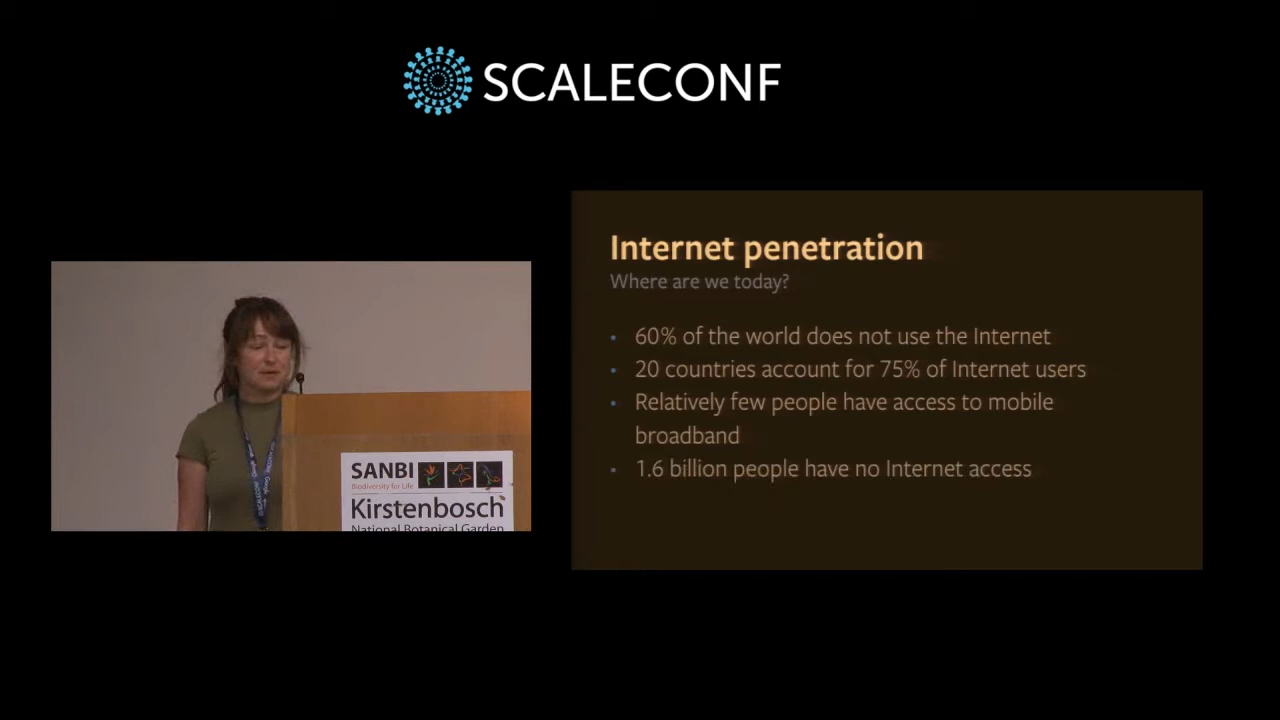 SCALECONF
Internet penetration
Where are we today?
• 60% of the world does not use the Internet
• 20 countries account for 75% of Internet users
• Relatively few people have access to mobile
broadband
• 1.6 billion people have no Internet access
SANBI
Biodiversity for Life
Kirstenbosch
National Botanical Garden